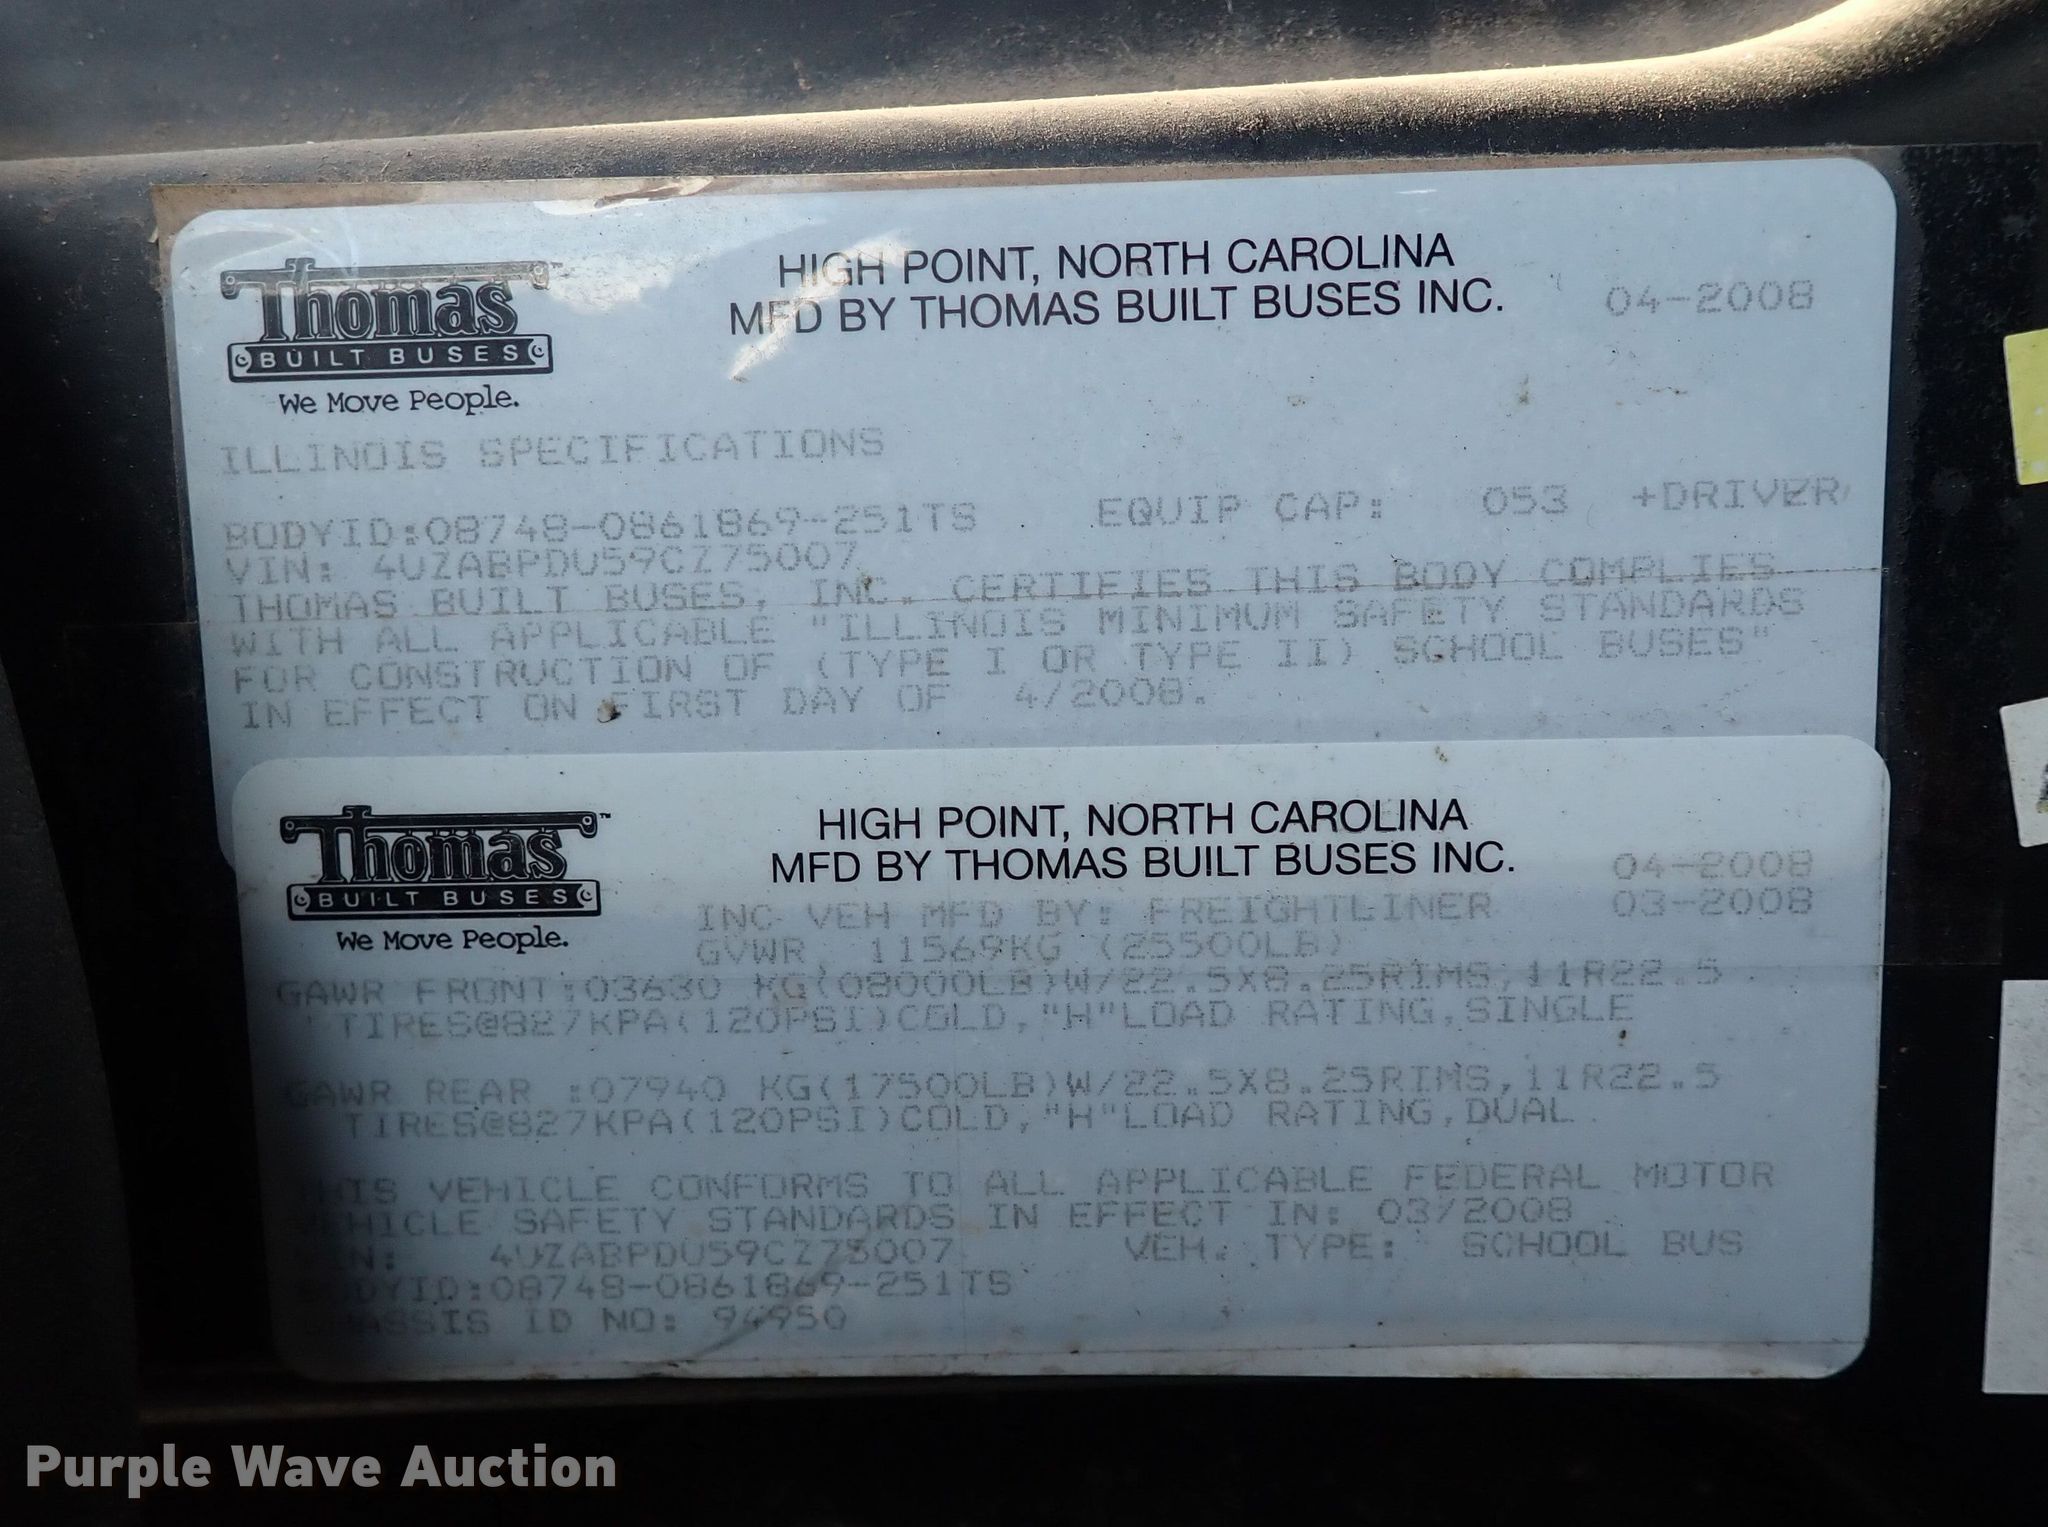 Thomas
BUILT BUSES
We Move People.
HIGH POINT, NORTH CAROLINA
MFD BY THOMAS BUILT BUSES INC.
04-2008
ILLINOIS SPECIFICATIONS
BODYID:08748-0861869-251TS EQUIP CAP: 053 +DRIVER
VIN: 4UZABPDU59CZ75007
THOMAS BUILT BUSES, INC. CERTIFIES THIS BODY COMPLIES
WITH ALL APPLICABLE "ILLINOIS MINIMUM SAFETY STANDARDS
FOR CONSTRUCTION OF (TYPE I OR TYPE II) SCHOOL BUSES"
IN EFFECT ON FIRST DAY OF 4/2008.
Thomas™
BUILT BUSES
We Move People.
HIGH POINT, NORTH CAROLINA
MFD BY THOMAS BUILT BUSES INC.
04-2008
INC VEH MFD BY: FREIGHTLINER 03-2008
GVWR 11569KG (25500LB)
GAWR FRONT:03630 KG(08000LB)W/22.5X8.25RIMS,11R22.5
TIRES@827KPA(120PSI)COLD,"H"LOAD RATING,SINGLE
GAWR REAR :07940 KG(17500LB)W/22.5X8.25RIMS,11R22.5
TIRES@827KPA(120PSI)COLD,"H"LOAD RATING,DUAL
THIS VEHICLE CONFORMS TO ALL APPLICABLE FEDERAL MOTOR
VEHICLE SAFETY STANDARDS IN EFFECT IN: 03/2008
VIN: 4UZABPDU59CZ75007 VEH. TYPE: SCHOOL BUS
BODYID:08748-0861869-251TS
CHASSIS ID NO: 94950
Purple Wave Auction